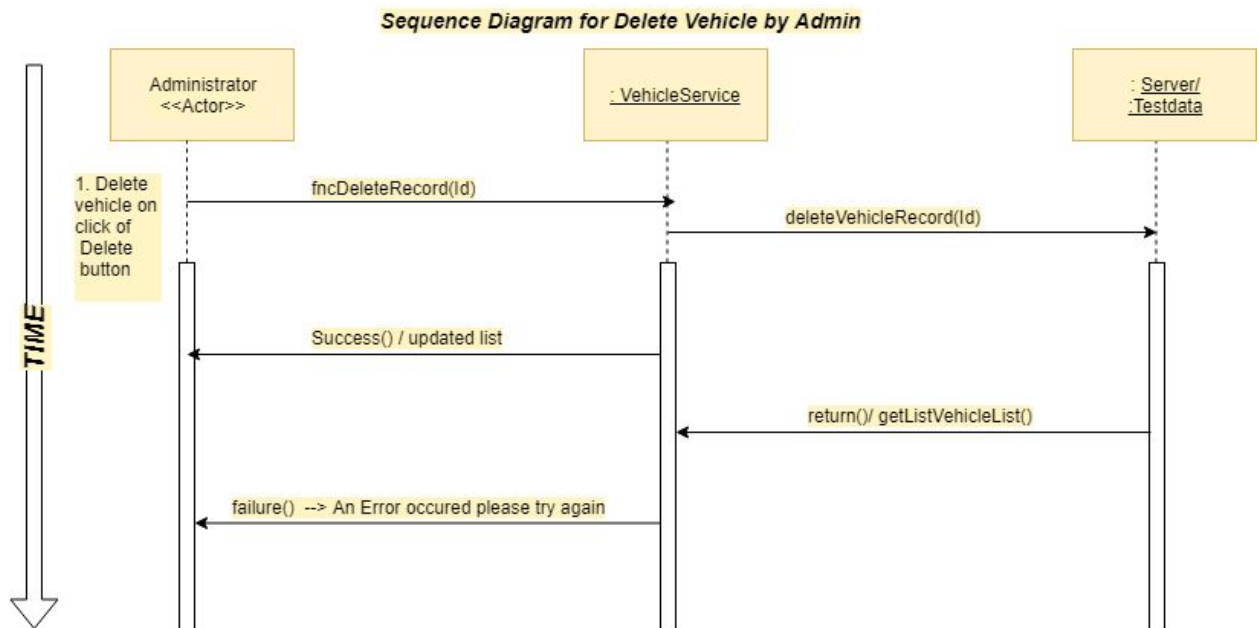 Sequence Diagram for Delete Vehicle by Admin
Administrator
<<Actor>>
: VehicleService
: Server/
:Testdata
1. Delete
vehicle on
click of
Delete
button
fncDeleteRecord(Id)
deleteVehicleRecord(Id)
TIME
Success() / updated list
return()/ getListVehicleList()
failure() --> An Error occured please try again